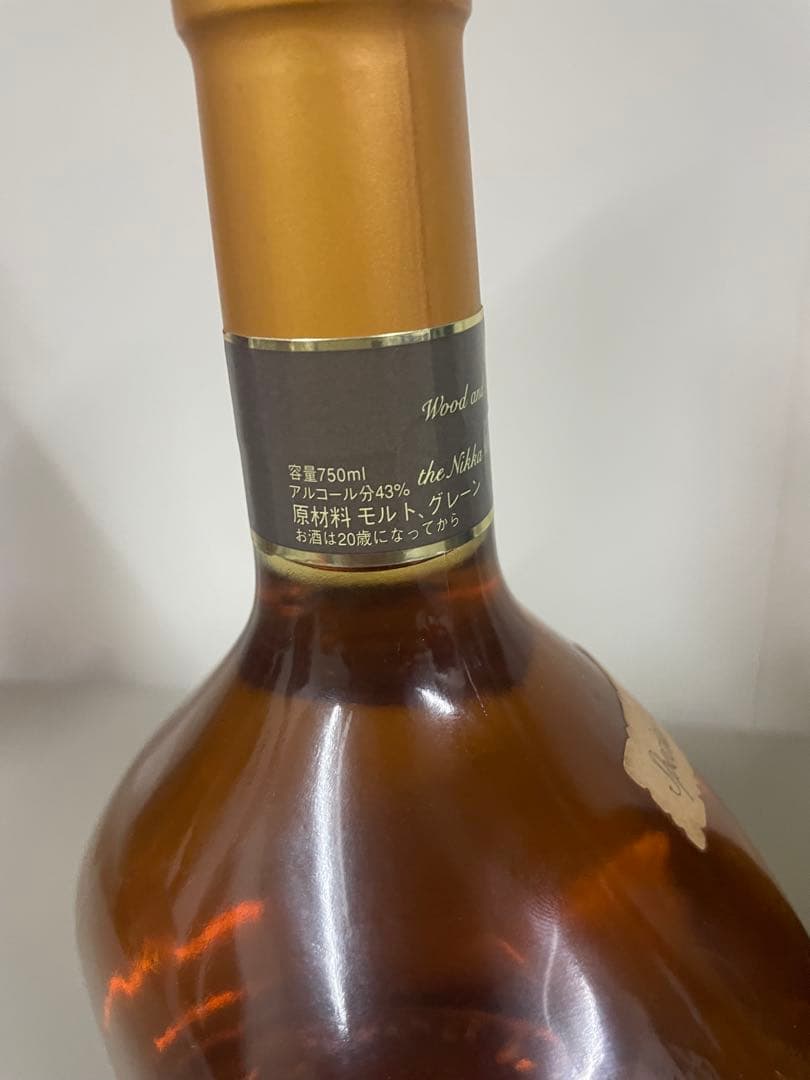 Wood and
the Nikka
容量750ml
アルコール分43%
原材料 モルト、グレーン
お酒は20歳になってから